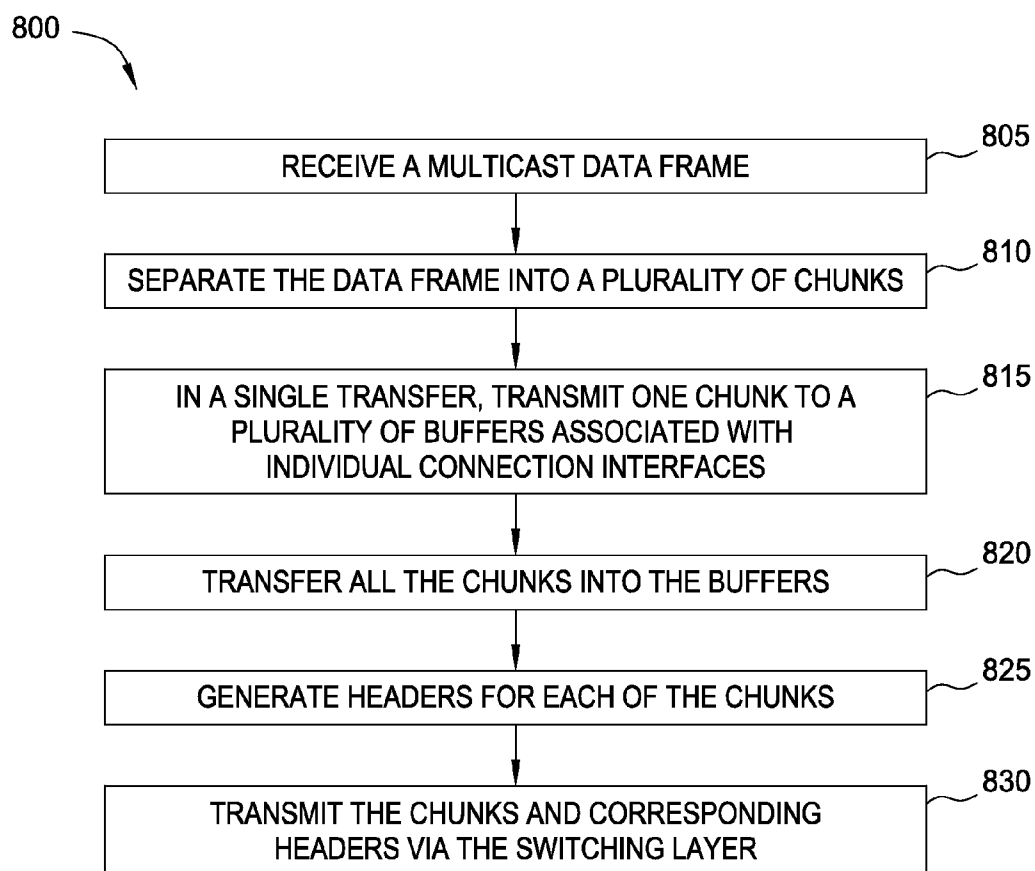 800
805
RECEIVE A MULTICAST DATA FRAME
810
SEPARATE THE DATA FRAME INTO A PLURALITY OF CHUNKS
815
IN A SINGLE TRANSFER, TRANSMIT ONE CHUNK TO A
PLURALITY OF BUFFERS ASSOCIATED WITH
INDIVIDUAL CONNECTION INTERFACES
820
TRANSFER ALL THE CHUNKS INTO THE BUFFERS
825
GENERATE HEADERS FOR EACH OF THE CHUNKS
830
TRANSMIT THE CHUNKS AND CORRESPONDING
HEADERS VIA THE SWITCHING LAYER